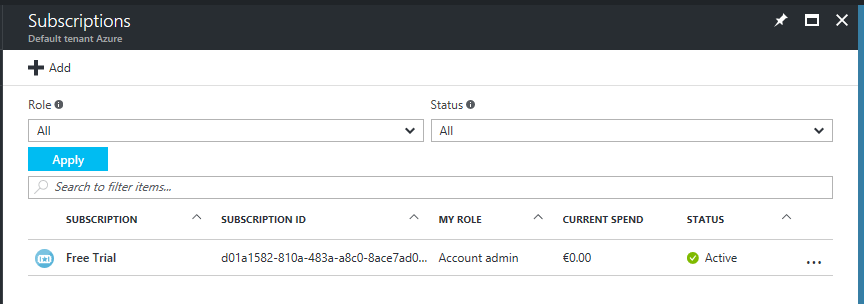 Subscriptions
Default tenant Azure
Add
Role Status
All All
Apply
Search to filter items...
SUBSCRIPTION SUBSCRIPTION ID MY ROLE CURRENT SPEND STATUS
Free Trial d01a1582-810a-483a-a8c0-8ace7ad0... Account admin €0.00 Active ...